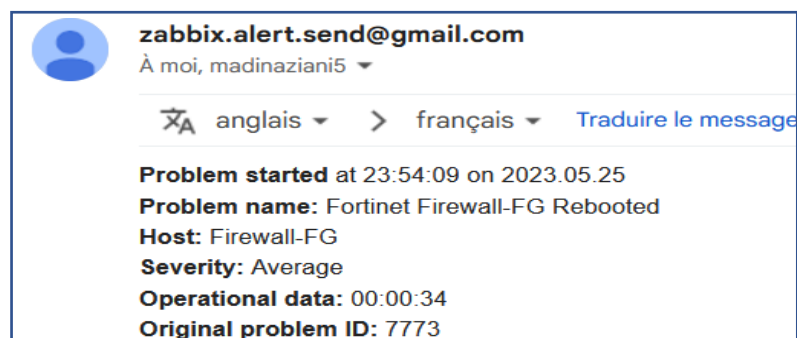 zabbix.alert.send@gmail.com
À moi, madinaziani5
anglais > français Traduire le message
Problem started at 23:54:09 on 2023.05.25
Problem name: Fortinet Firewall-FG Rebooted
Host: Firewall-FG
Severity: Average
Operational data: 00:00:34
Original problem ID: 7773